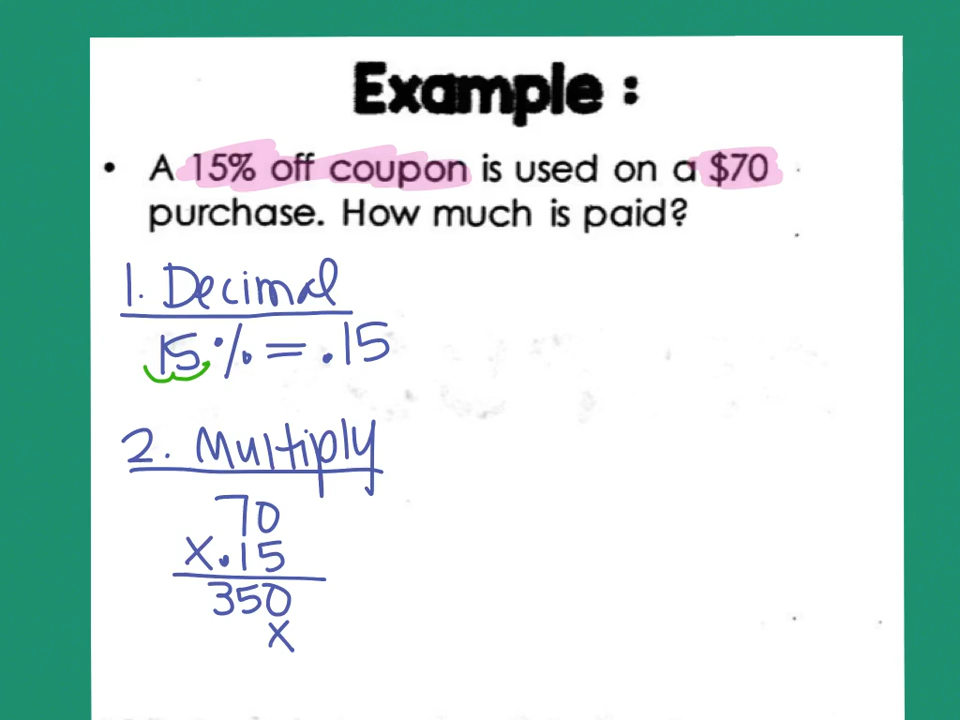 Example :
• A 15% off coupon is used on a $70
purchase. How much is paid?
1. Decimal
15.% = .15
2. Multiply
70
x .15
350
x